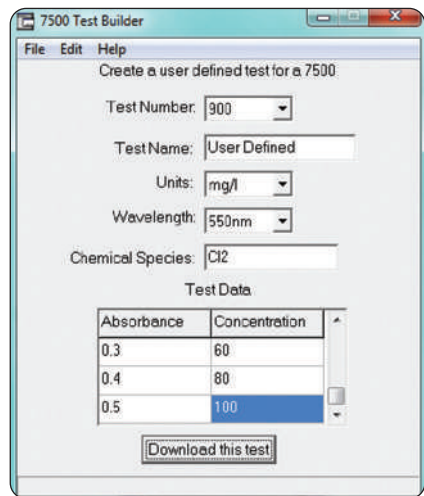 7500 Test Builder
File Edit Help
Create a user defined test for a 7500
Test Number: 900
Test Name: User Defined
Units: mg/l
Wavelength: 550nm
Chemical Species: Cl2
Test Data
Absorbance Concentration
0.3 60
0.4 80
0.5 100
Download this test